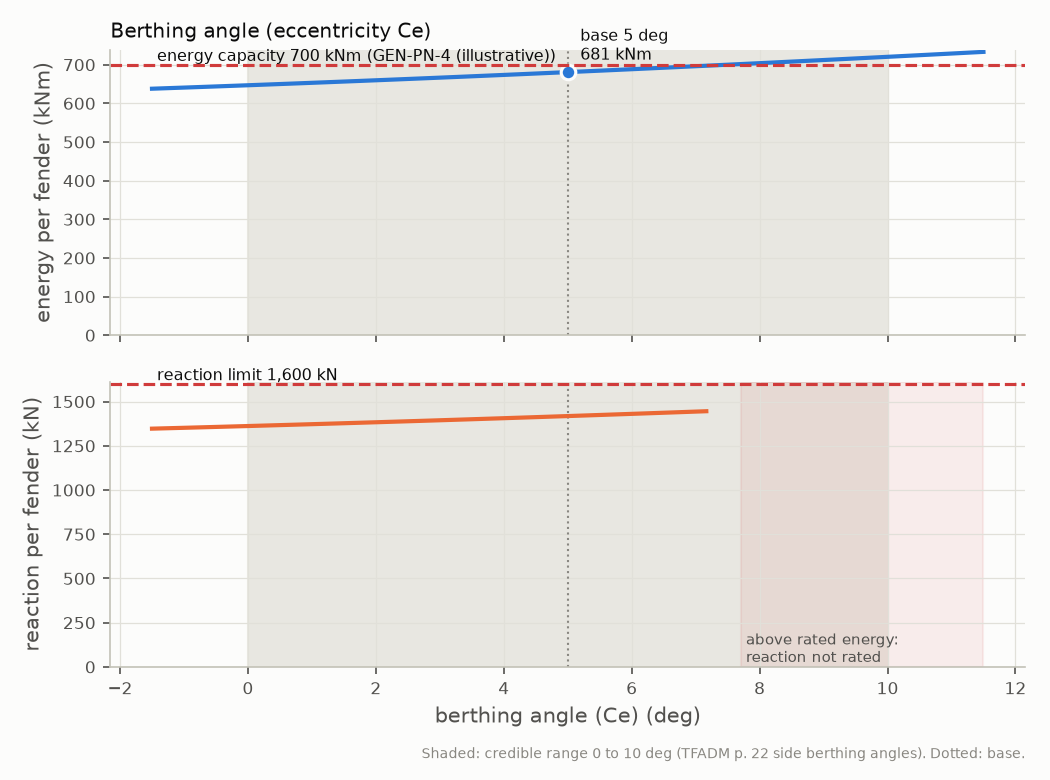 Berthing angle (eccentricity Ce)
base 5 deg
681 kNm
energy capacity 700 kNm (GEN-PN-4 (illustrative))
energy per fender (kNm)
700
600
500
400
300
200
100
0
reaction limit 1,600 kN
reaction per fender (kN)
1500
1250
1000
750
500
250
0
above rated energy:
reaction not rated
−2 0 2 4 6 8 10 12
berthing angle (Ce) (deg)
Shaded: credible range 0 to 10 deg (TFADM p. 22 side berthing angles). Dotted: base.